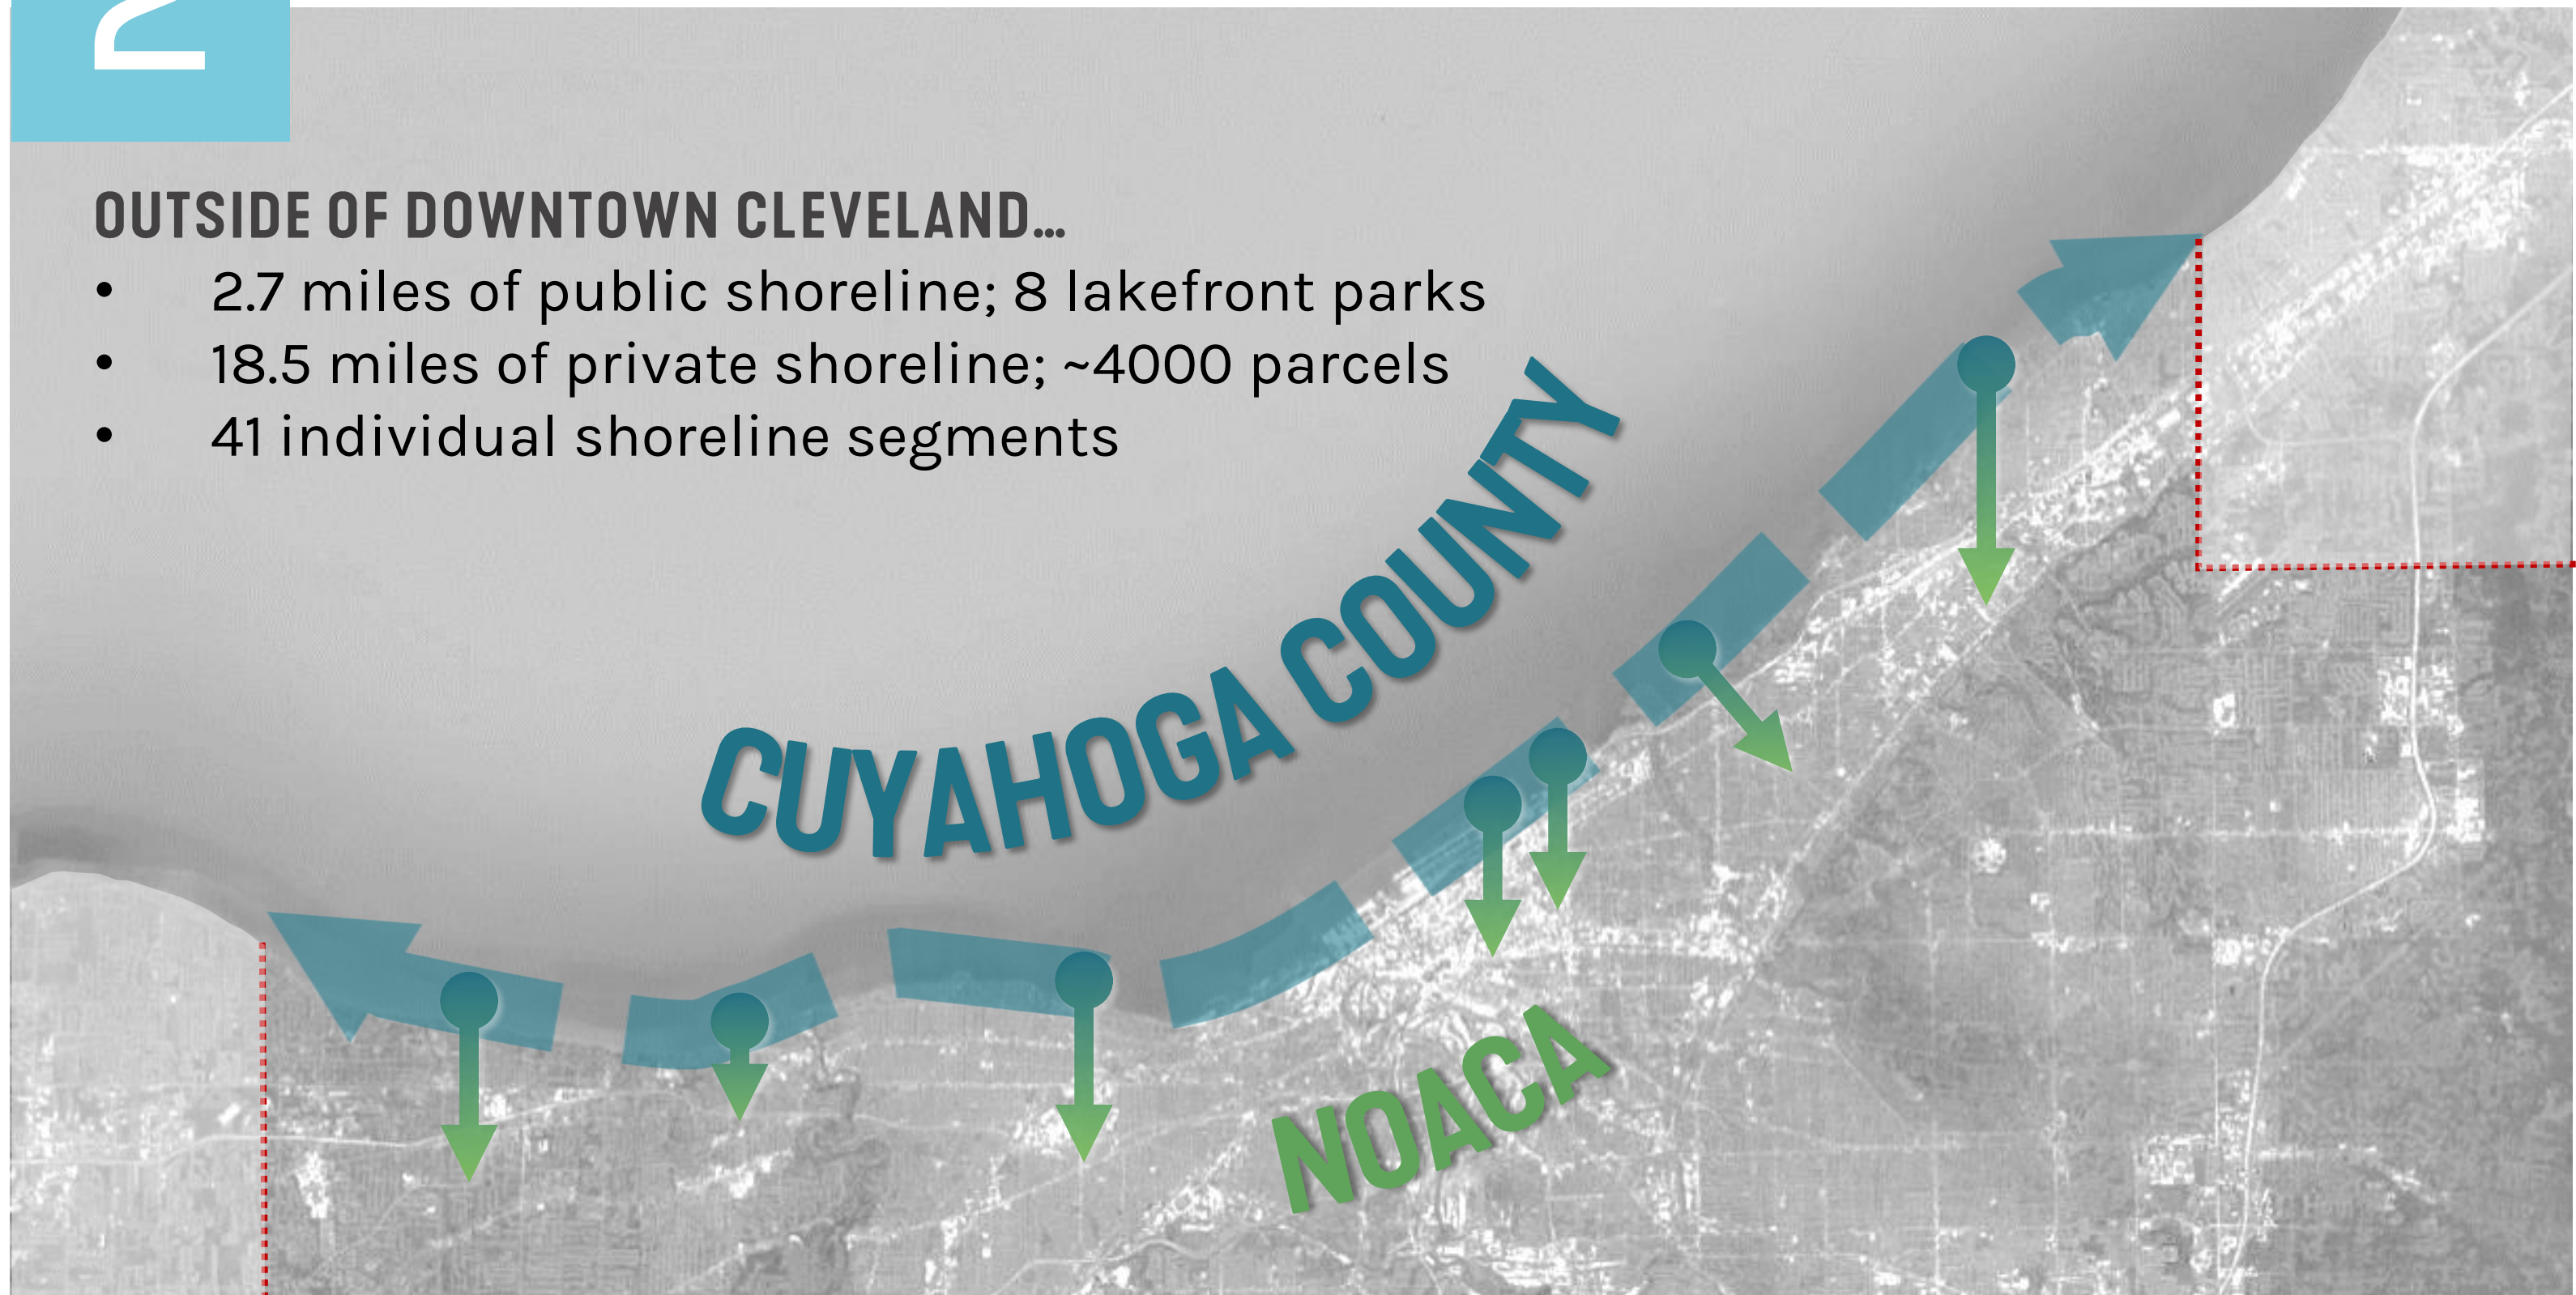 2
OUTSIDE OF DOWNTOWN CLEVELAND...
• 2.7 miles of public shoreline; 8 lakefront parks
• 18.5 miles of private shoreline; ~4000 parcels
• 41 individual shoreline segments
CUYAHOGA COUNTY
NOACA